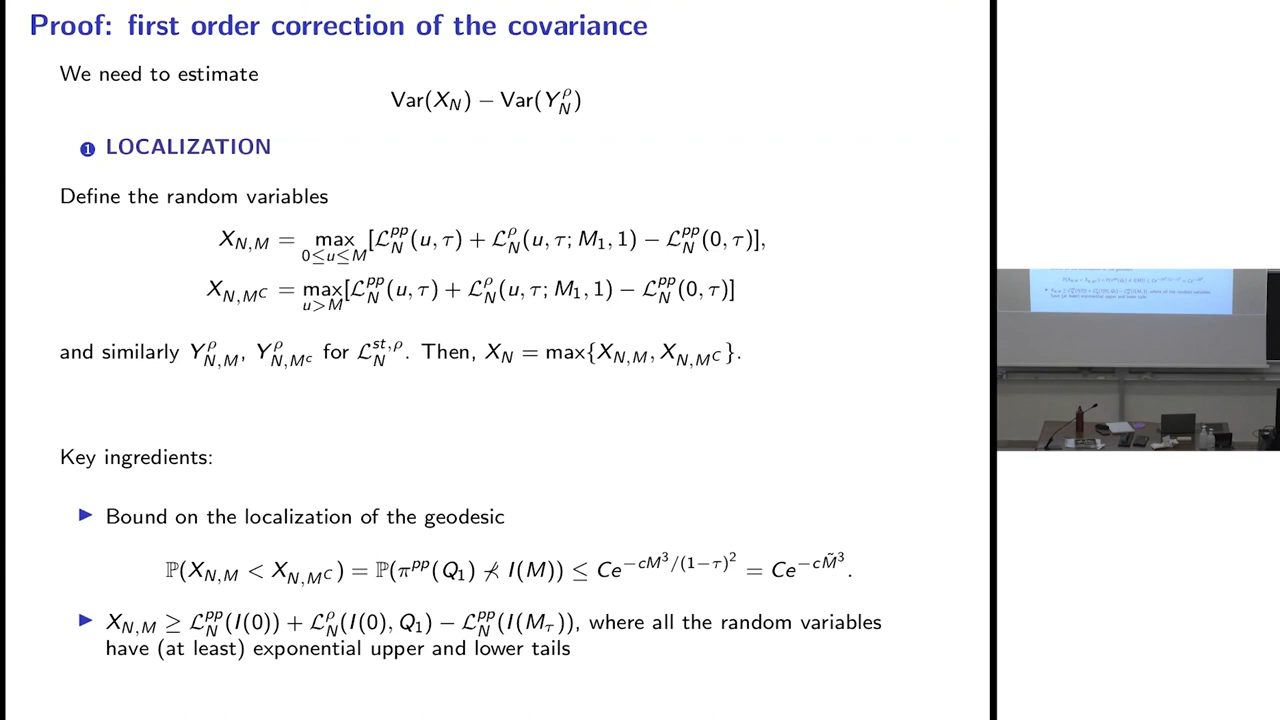 Proof: first order correction of the covariance
We need to estimate
Var(X_N) − Var(Y_N^ρ)
1 LOCALIZATION
Define the random variables
X_{N,M} = max_{0≤u≤M} [ℒ_N^{pp}(u, τ) + ℒ_N^ρ(u, τ; M_1, 1) − ℒ_N^{pp}(0, τ)],
X_{N,M^C} = max_{u>M} [ℒ_N^{pp}(u, τ) + ℒ_N^ρ(u, τ; M_1, 1) − ℒ_N^{pp}(0, τ)]
and similarly Y_{N,M}^ρ, Y_{N,M^c}^ρ for ℒ_N^{st,ρ}. Then, X_N = max{X_{N,M}, X_{N,M^C}}.
Key ingredients:
▶ Bound on the localization of the geodesic
ℙ(X_{N,M} < X_{N,M^C}) = ℙ(π^{pp}(Q_1) ⊀ I(M)) ≤ Ce^{−cM^3/(1−τ)^2} = Ce^{−cM̃^3}.
▶ X_{N,M} ≥ ℒ_N^{pp}(I(0)) + ℒ_N^ρ(I(0), Q_1) − ℒ_N^{pp}(I(M_τ)), where all the random variables
have (at least) exponential upper and lower tails